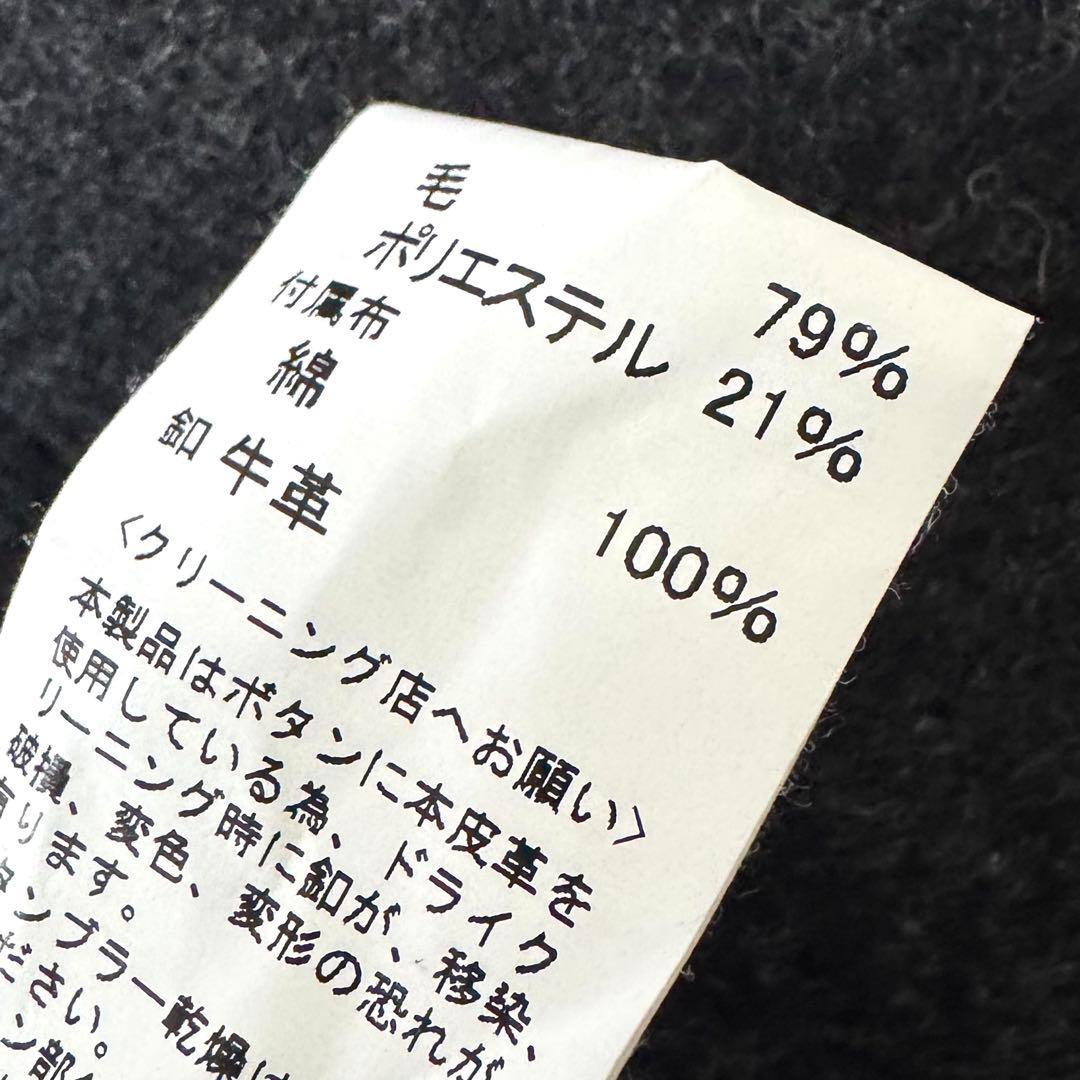 毛 79%
ポリエステル 21%
付属布
綿 100%
釦 牛革
〈クリーニング店へお願い〉
本製品はボタンに本皮革を
使用している為、ドライク
リーニング時に釦が、移染、
破損、変色、変形の恐れが
有ります。
タンブラー乾燥は
ださい。
ン部